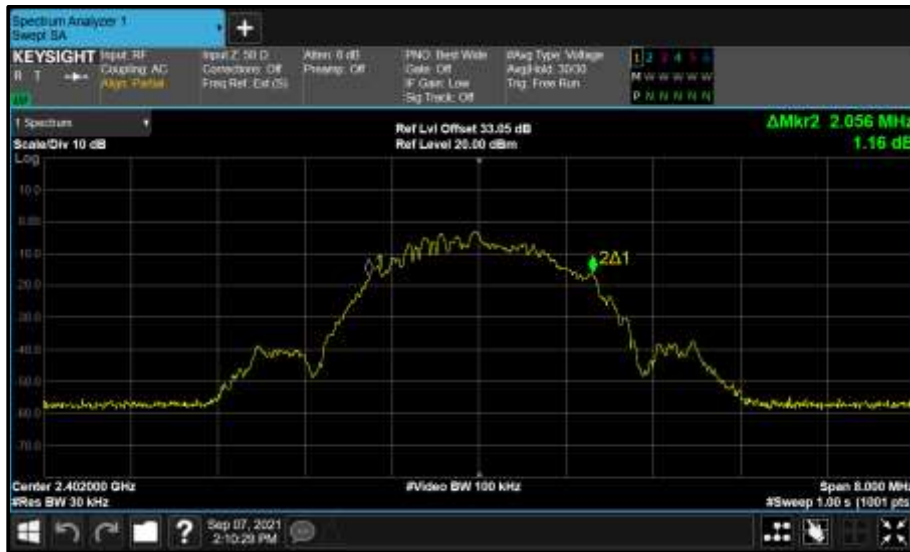 Spectrum Analyzer 1
Swept SA
+
KEYSIGHT
R T
Input: RF
Coupling: AC
Align: Partial
Input Z: 50 Ω
Corrections: Off
Freq Ref: Ext (S)
Atten: 0 dB
Preamp: Off
PNO: Best Wide
Gate: Off
IF Gain: Low
Sig Track: Off
#Avg Type: Voltage
Avg|Hold: 30/30
Trig: Free Run
1 2 3 4 5 6
M W W W W W
P N N N N N
1 Spectrum
Scale/Div 10 dB
Ref Lvl Offset 33.05 dB
Ref Level 20.00 dBm
ΔMkr2 2.056 MHz
1.16 dB
Log
10.0
0.00
-10.0
-20.0
-30.0
-40.0
-50.0
-60.0
-70.0
1
2Δ1
Center 2.402000 GHz
#Res BW 30 kHz
#Video BW 100 kHz
Span 8.000 MHz
#Sweep 1.00 s (1001 pts
?
Sep 07, 2021